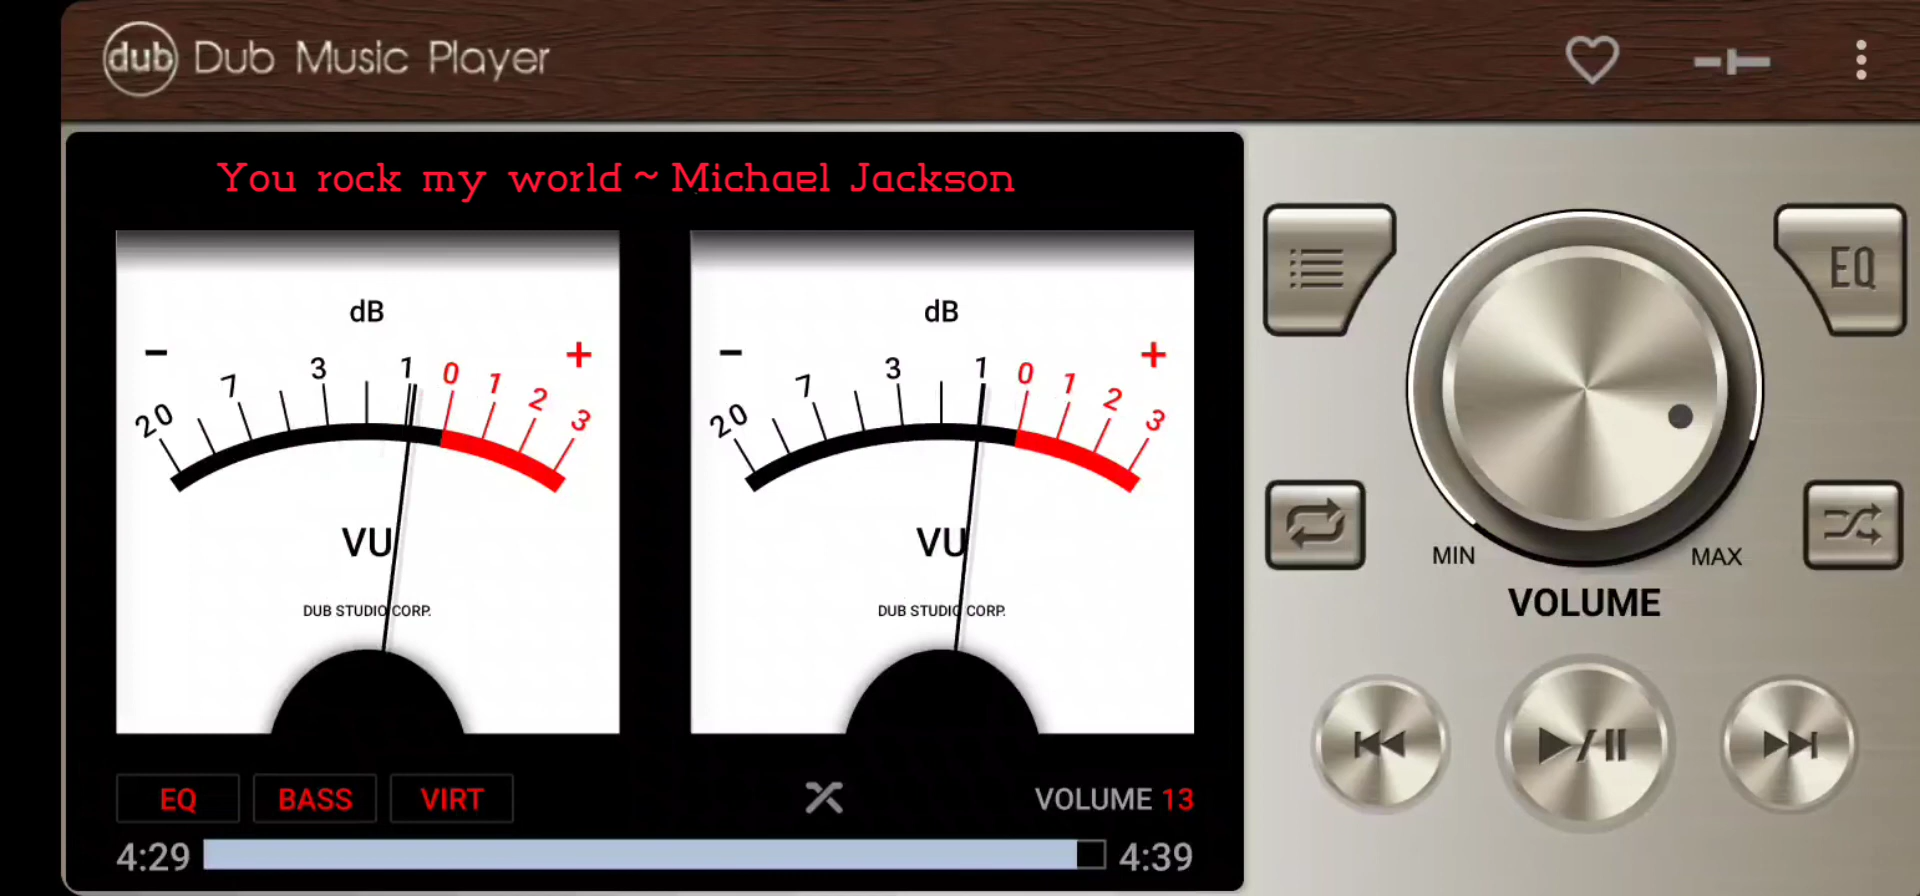 dub Dub Music Player
You rock my world ~ Michael Jackson
dB
− +
20 7 3 1 0 1 2 3
VU
DUB STUDIO CORP.
dB
− +
20 7 3 1 0 1 2 3
VU
DUB STUDIO CORP.
EQ BASS VIRT VOLUME 13
4:29 4:39
EQ
MIN MAX
VOLUME